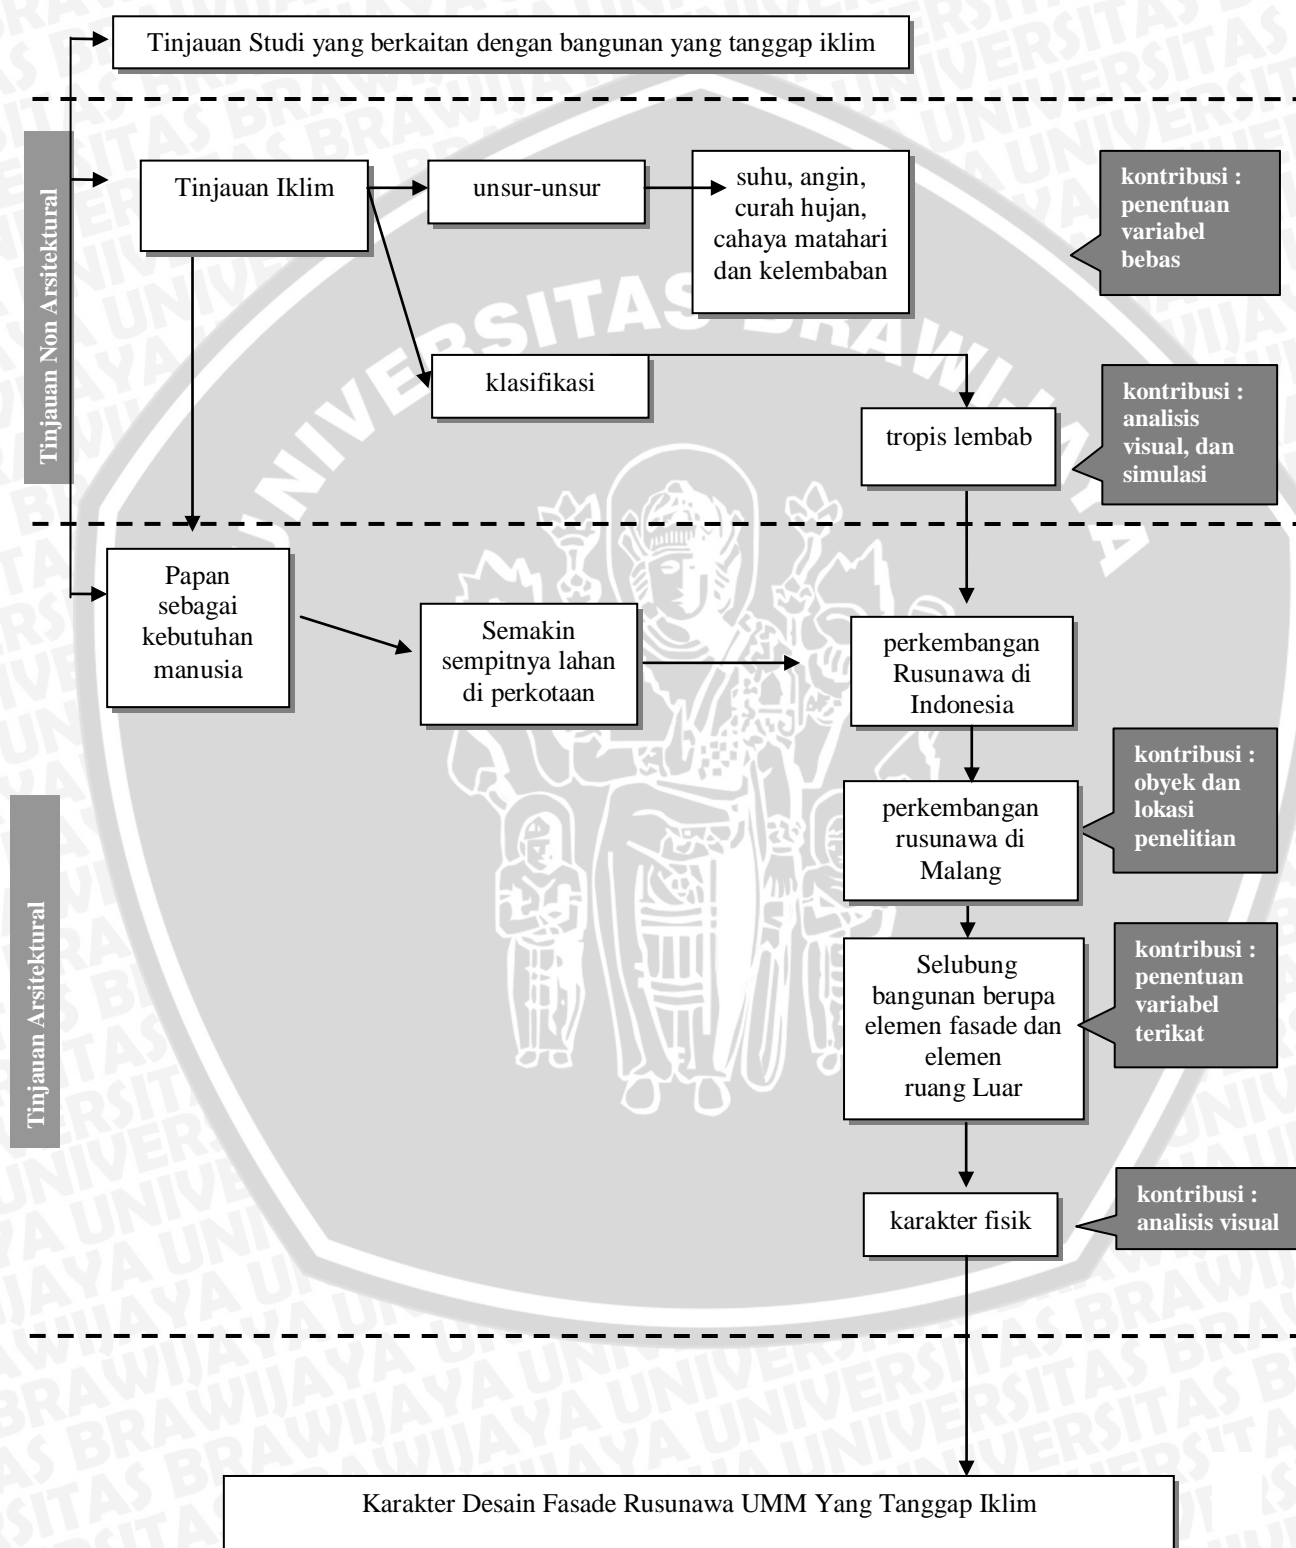 Tinjauan Studi yang berkaitan dengan bangunan yang tanggap iklim
Tinjauan Non Arsitektural
Tinjauan Iklim
unsur-unsur
suhu, angin,
curah hujan,
cahaya matahari
dan kelembaban
kontribusi :
penentuan
variabel
bebas
klasifikasi
tropis lembab
kontribusi :
analisis
visual, dan
simulasi
Papan
sebagai
kebutuhan
manusia
Semakin
sempitnya lahan
di perkotaan
perkembangan
Rusunawa di
Indonesia
perkembangan
rusunawa di
Malang
kontribusi :
obyek dan
lokasi
penelitian
Tinjauan Arsitektural
Selubung
bangunan berupa
elemen fasade dan
elemen
ruang Luar
kontribusi :
penentuan
variabel
terikat
karakter fisik
kontribusi :
analisis visual
Karakter Desain Fasade Rusunawa UMM Yang Tanggap Iklim
UNIVERSITAS BRAWIJAYA